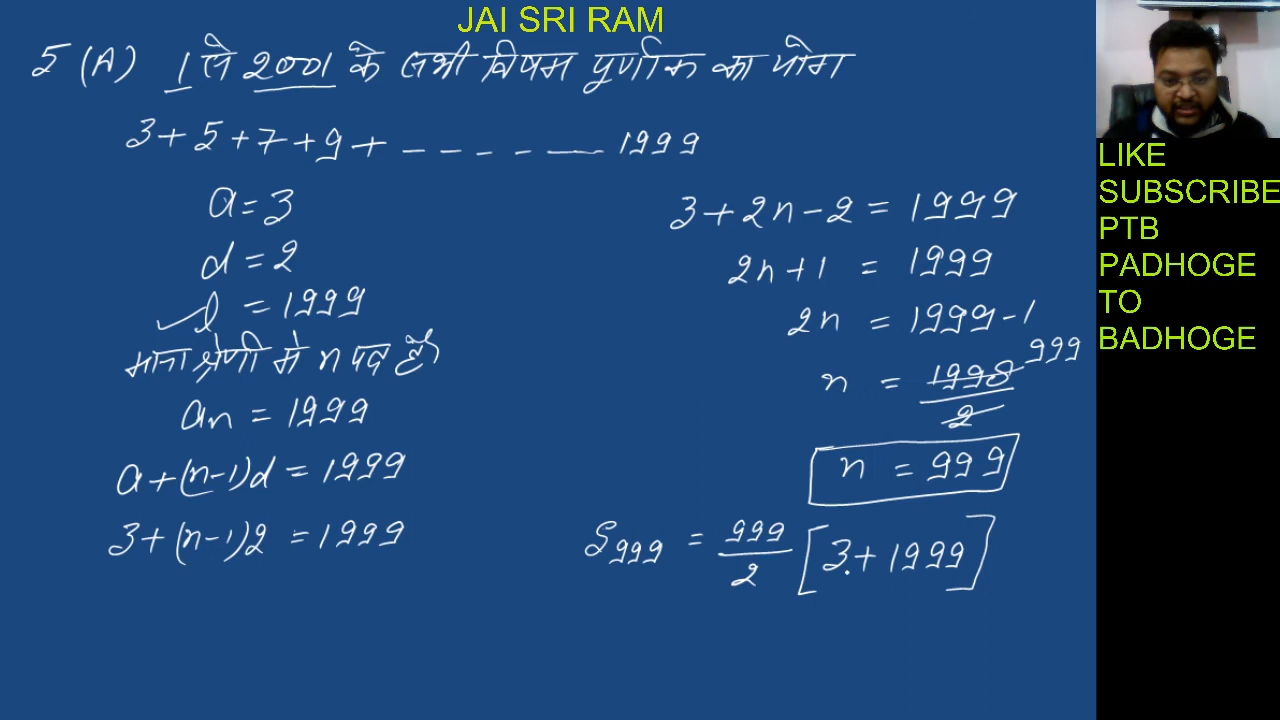 JAI SRI RAM
5 (A) 1 से 2001 के सभी विषम पूर्णांक का योग
3 + 5 + 7 + 9 + - - - - - - 1999
a = 3
d = 2
l = 1999
माना श्रेणी मे n पद है
an = 1999
a + (n-1)d = 1999
3 + (n-1)2 = 1999
3 + 2n - 2 = 1999
2n + 1 = 1999
2n = 1999 - 1
n = 1998/2 999
n = 999
S999 = 999/2 [3 + 1999]
LIKE
SUBSCRIBE
PTB
PADHOGE
TO
BADHOGE